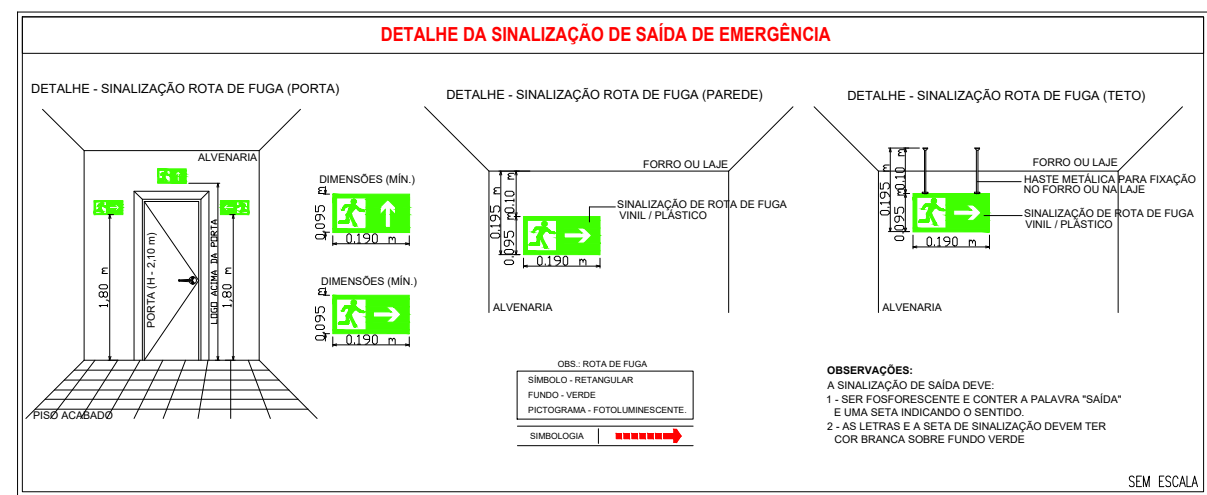 DETALHE DA SINALIZAÇÃO DE SAÍDA DE EMERGÊNCIA
DETALHE - SINALIZAÇÃO ROTA DE FUGA (PORTA)
ALVENARIA
1,80 m
PORTA (H - 2,10 m)
LOGO ACIMA DA PORTA
1,80 m
PISO ACABADO
DIMENSÕES (MÍN.)
0,095 m
0.190 m
DIMENSÕES (MÍN.)
0,095 m
0.190 m
DETALHE - SINALIZAÇÃO ROTA DE FUGA (PAREDE)
FORRO OU LAJE
0.195 m
0.10 m
0.095
0.190 m
SINALIZAÇÃO DE ROTA DE FUGA
VINIL / PLÁSTICO
ALVENARIA
DETALHE - SINALIZAÇÃO ROTA DE FUGA (TETO)
FORRO OU LAJE
HASTE METÁLICA PARA FIXAÇÃO
NO FORRO OU NA LAJE
0.195 m
0.10 m
0.095
0.190 m
SINALIZAÇÃO DE ROTA DE FUGA
VINIL / PLÁSTICO
ALVENARIA
OBS.: ROTA DE FUGA
SÍMBOLO - RETANGULAR
FUNDO - VERDE
PICTOGRAMA - FOTOLUMINESCENTE.
SIMBOLOGIA
OBSERVAÇÕES:
A SINALIZAÇÃO DE SAÍDA DEVE:
1 - SER FOSFORESCENTE E CONTER A PALAVRA "SAÍDA"
E UMA SETA INDICANDO O SENTIDO.
2 - AS LETRAS E A SETA DE SINALIZAÇÃO DEVEM TER
COR BRANCA SOBRE FUNDO VERDE
SEM ESCALA